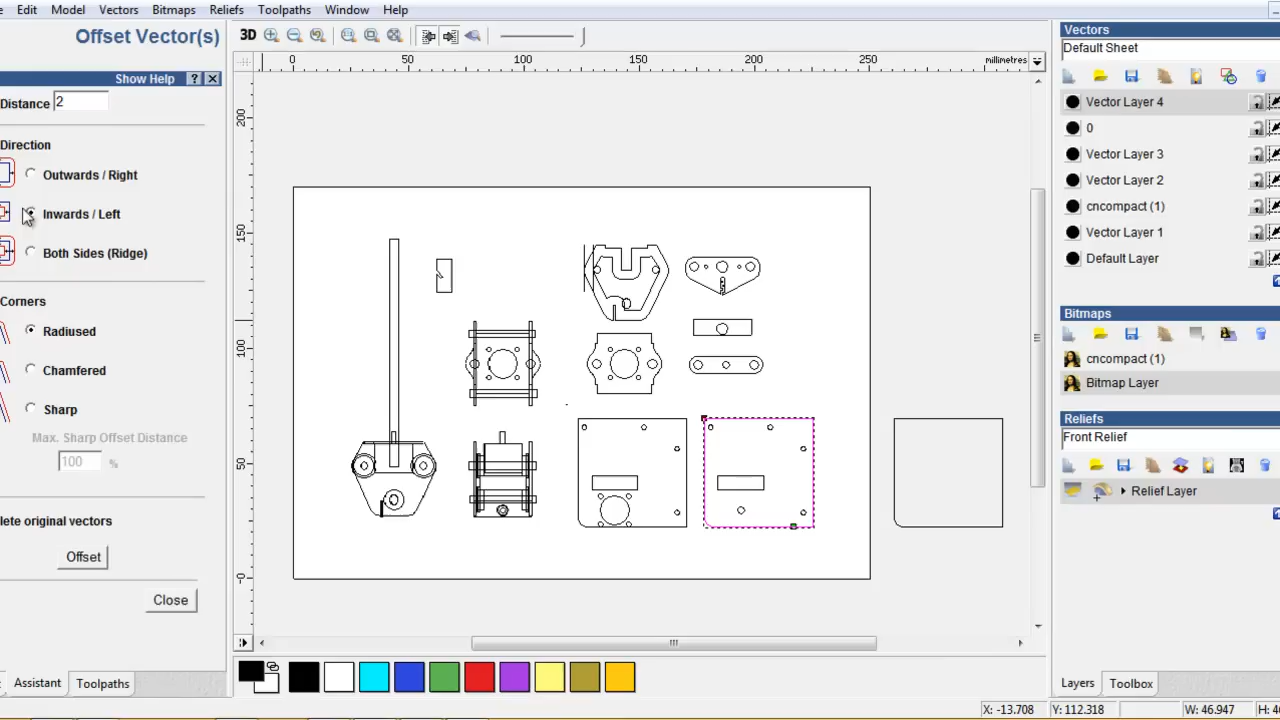 Edit Model Vectors Bitmaps Reliefs Toolpaths Window Help
Offset Vector(s)
Show Help ?
Distance 2
Direction
Outwards / Right
Inwards / Left
Both Sides (Ridge)
Corners
Radiused
Chamfered
Sharp
Max. Sharp Offset Distance
100 %
lete original vectors
Offset
Close
Assistant Toolpaths
3D
0 50 100 150 200 250 millimetres
200
150
100
50
-0
Vectors
Default Sheet
Vector Layer 4
0
Vector Layer 3
Vector Layer 2
cncompact (1)
Vector Layer 1
Default Layer
Bitmaps
cncompact (1)
Bitmap Layer
Reliefs
Front Relief
Relief Layer
Layers Toolbox
X: -13.708 Y: 112.318 W: 46.947